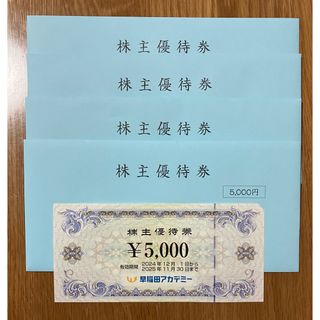 株主優待券
株主優待券
株主優待券
株主優待券
5,000円
株主優待券
￥5,000
有効期間 2024年12月 1日から
2025年11月30日まで
早稲田アカデミー